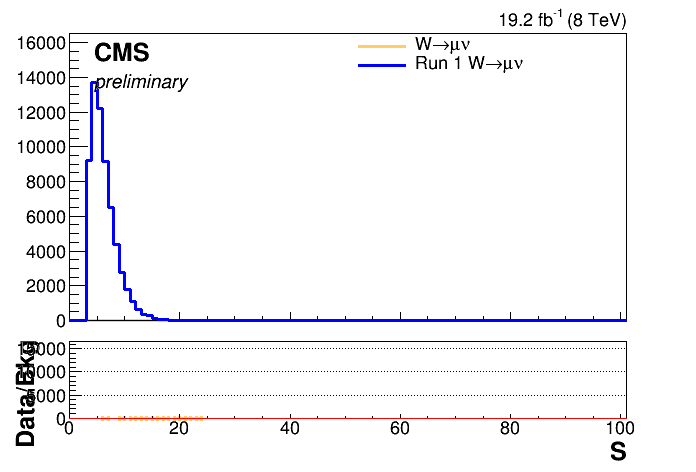 19.2 fb⁻¹ (8 TeV)
16000
CMS
W→μν
Run 1 W→μν
14000
preliminary
12000
10000
8000
6000
4000
2000
0
Data/Bkg
0
0 20 40 60 80 100
S